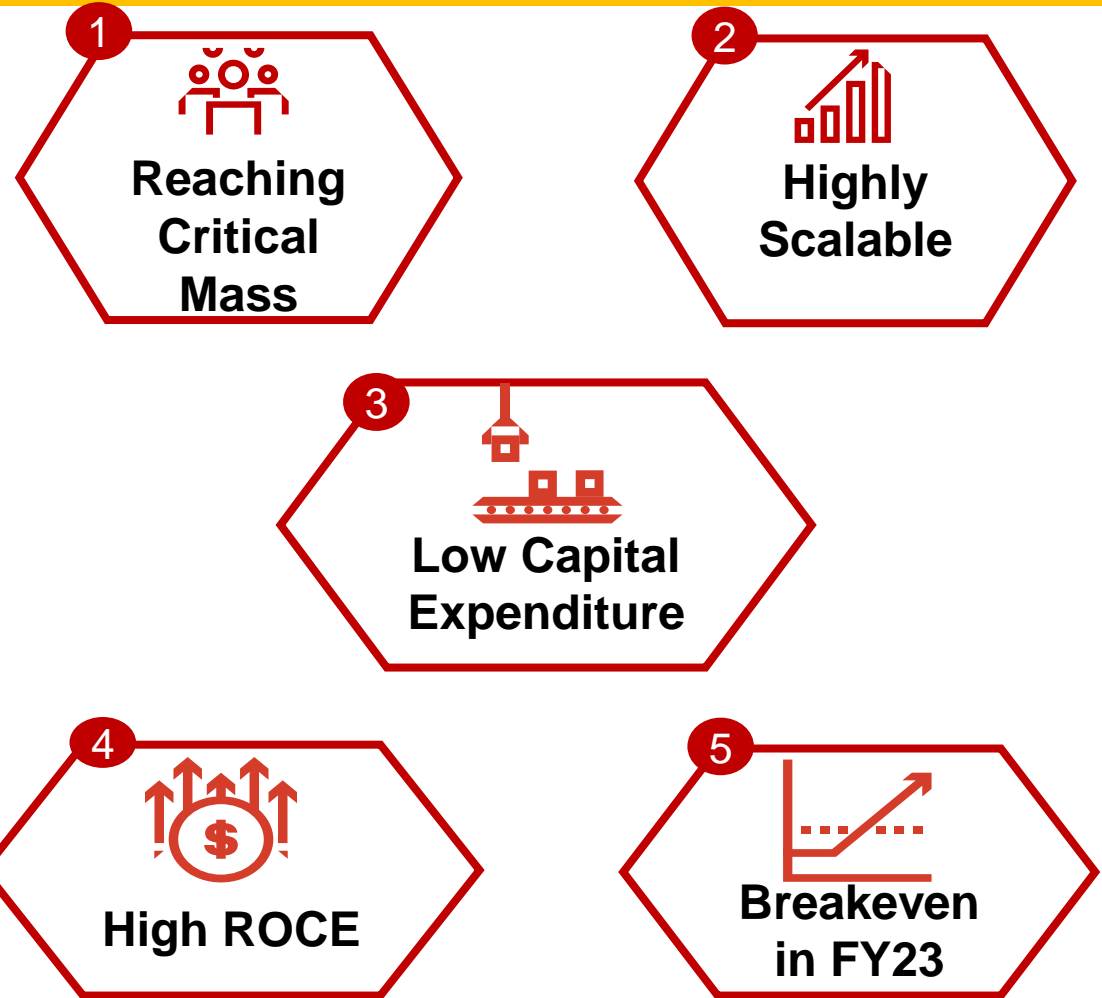 1
Reaching
Critical
Mass
2
Highly
Scalable
3
Low Capital
Expenditure
4
$
High ROCE
5
Breakeven
in FY23